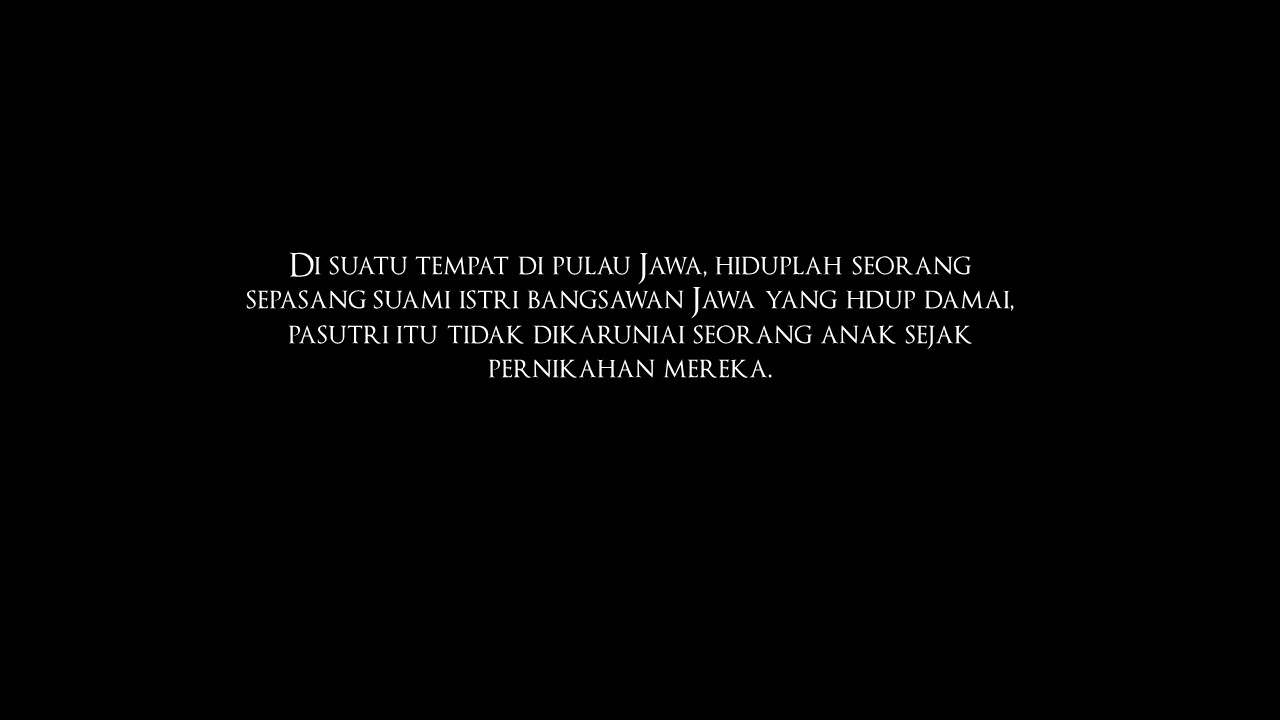 Di suatu tempat di pulau Jawa, hiduplah seorang
sepasang suami istri bangsawan Jawa yang hdup damai,
pasutri itu tidak dikaruniai seorang anak sejak
pernikahan mereka.